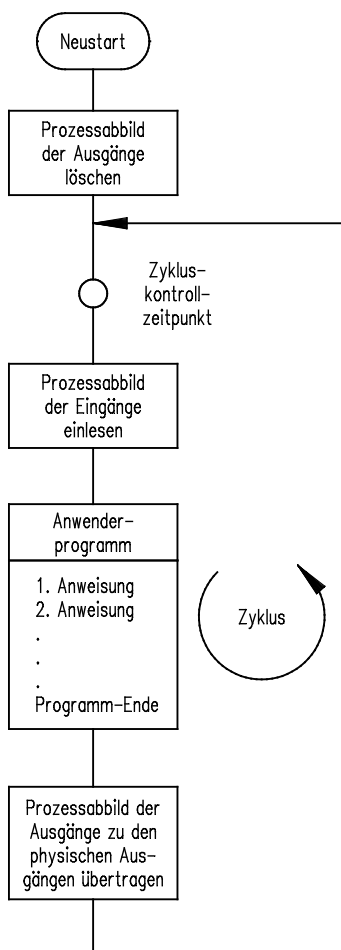 Neustart
Prozessabbild
der Ausgänge
löschen
Zyklus-
kontroll-
zeitpunkt
Prozessabbild
der Eingänge
einlesen
Anwender-
programm
1. Anweisung
2. Anweisung
.
.
.
Programm-Ende
Zyklus
Prozessabbild der
Ausgänge zu den
physischen Aus-
gängen übertragen